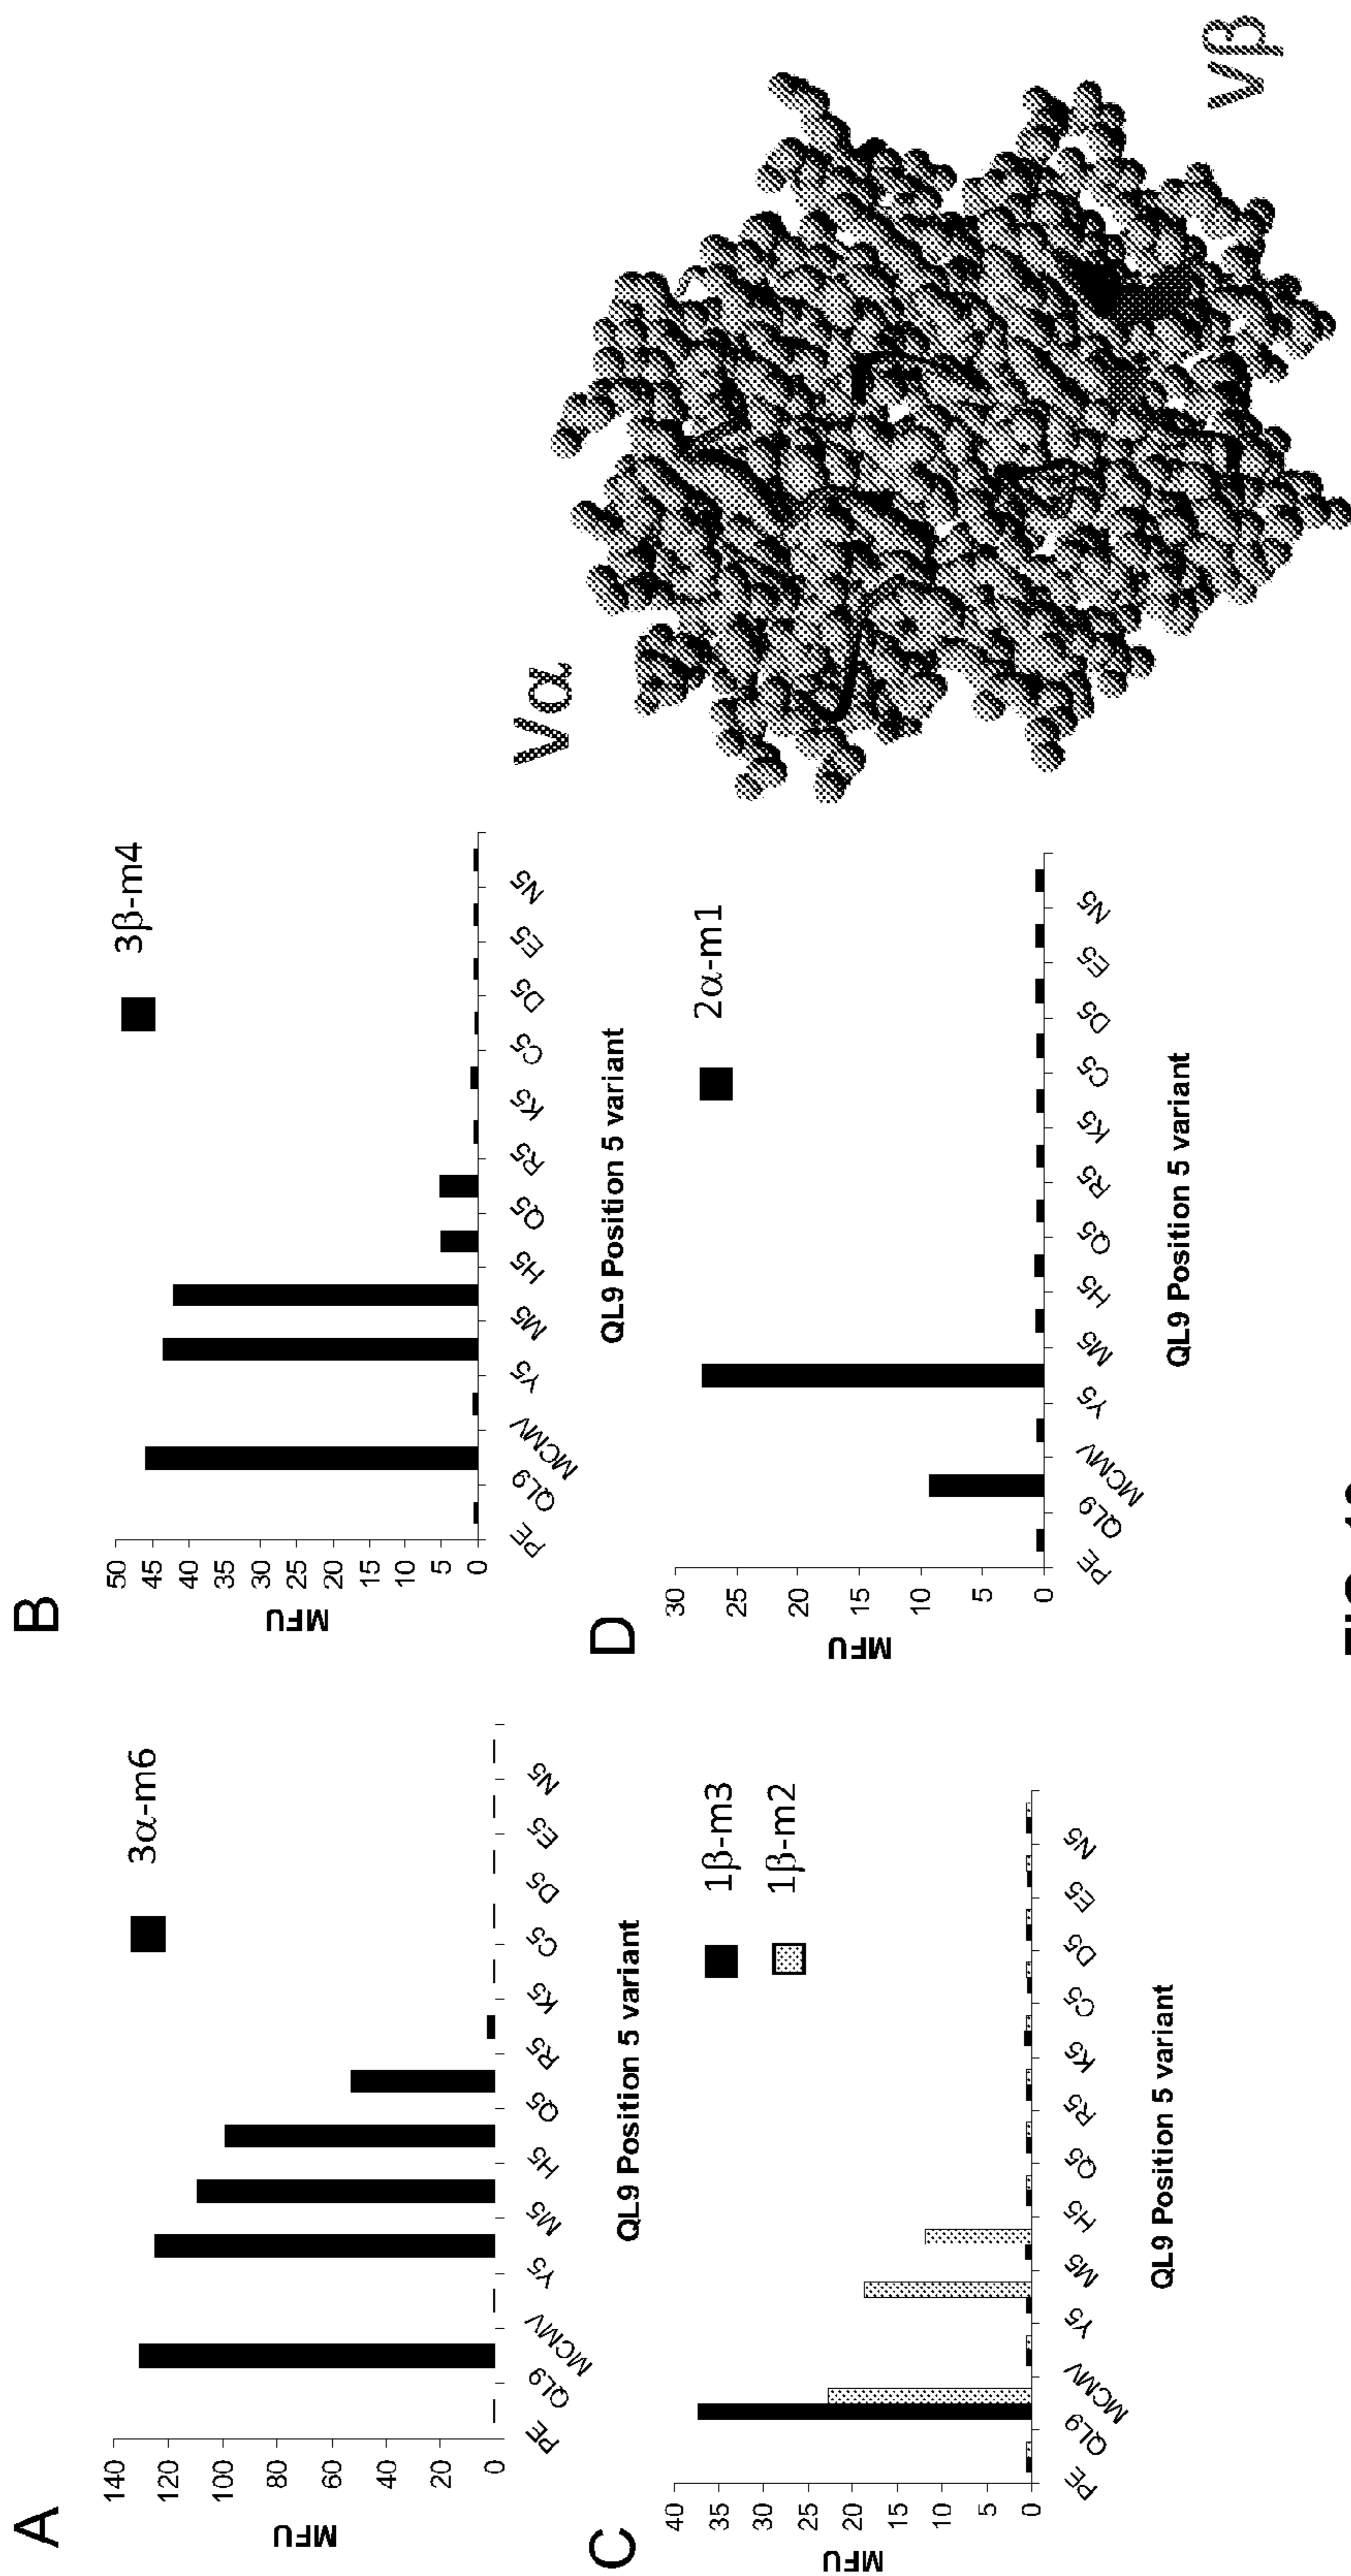 A
3α-m6
MFU
140
120
100
80
60
40
20
0
PE QL9 MCMV Y5 M5 H5 Q5 R5 K5 C5 D5 E5 N5
QL9 Position 5 variant
B
3β-m4
MFU
50
45
40
35
30
25
20
15
10
5
0
PE QL9 MCMV Y5 M5 H5 Q5 R5 K5 C5 D5 E5 N5
QL9 Position 5 variant
C
1β-m3
1β-m2
MFU
40
35
30
25
20
15
10
5
0
PE QL9 MCMV Y5 M5 H5 Q5 R5 K5 C5 D5 E5 N5
QL9 Position 5 variant
D
2α-m1
MFU
30
25
20
15
10
5
0
PE QL9 MCMV Y5 M5 H5 Q5 R5 K5 C5 D5 E5 N5
QL9 Position 5 variant
Vα
Vβ